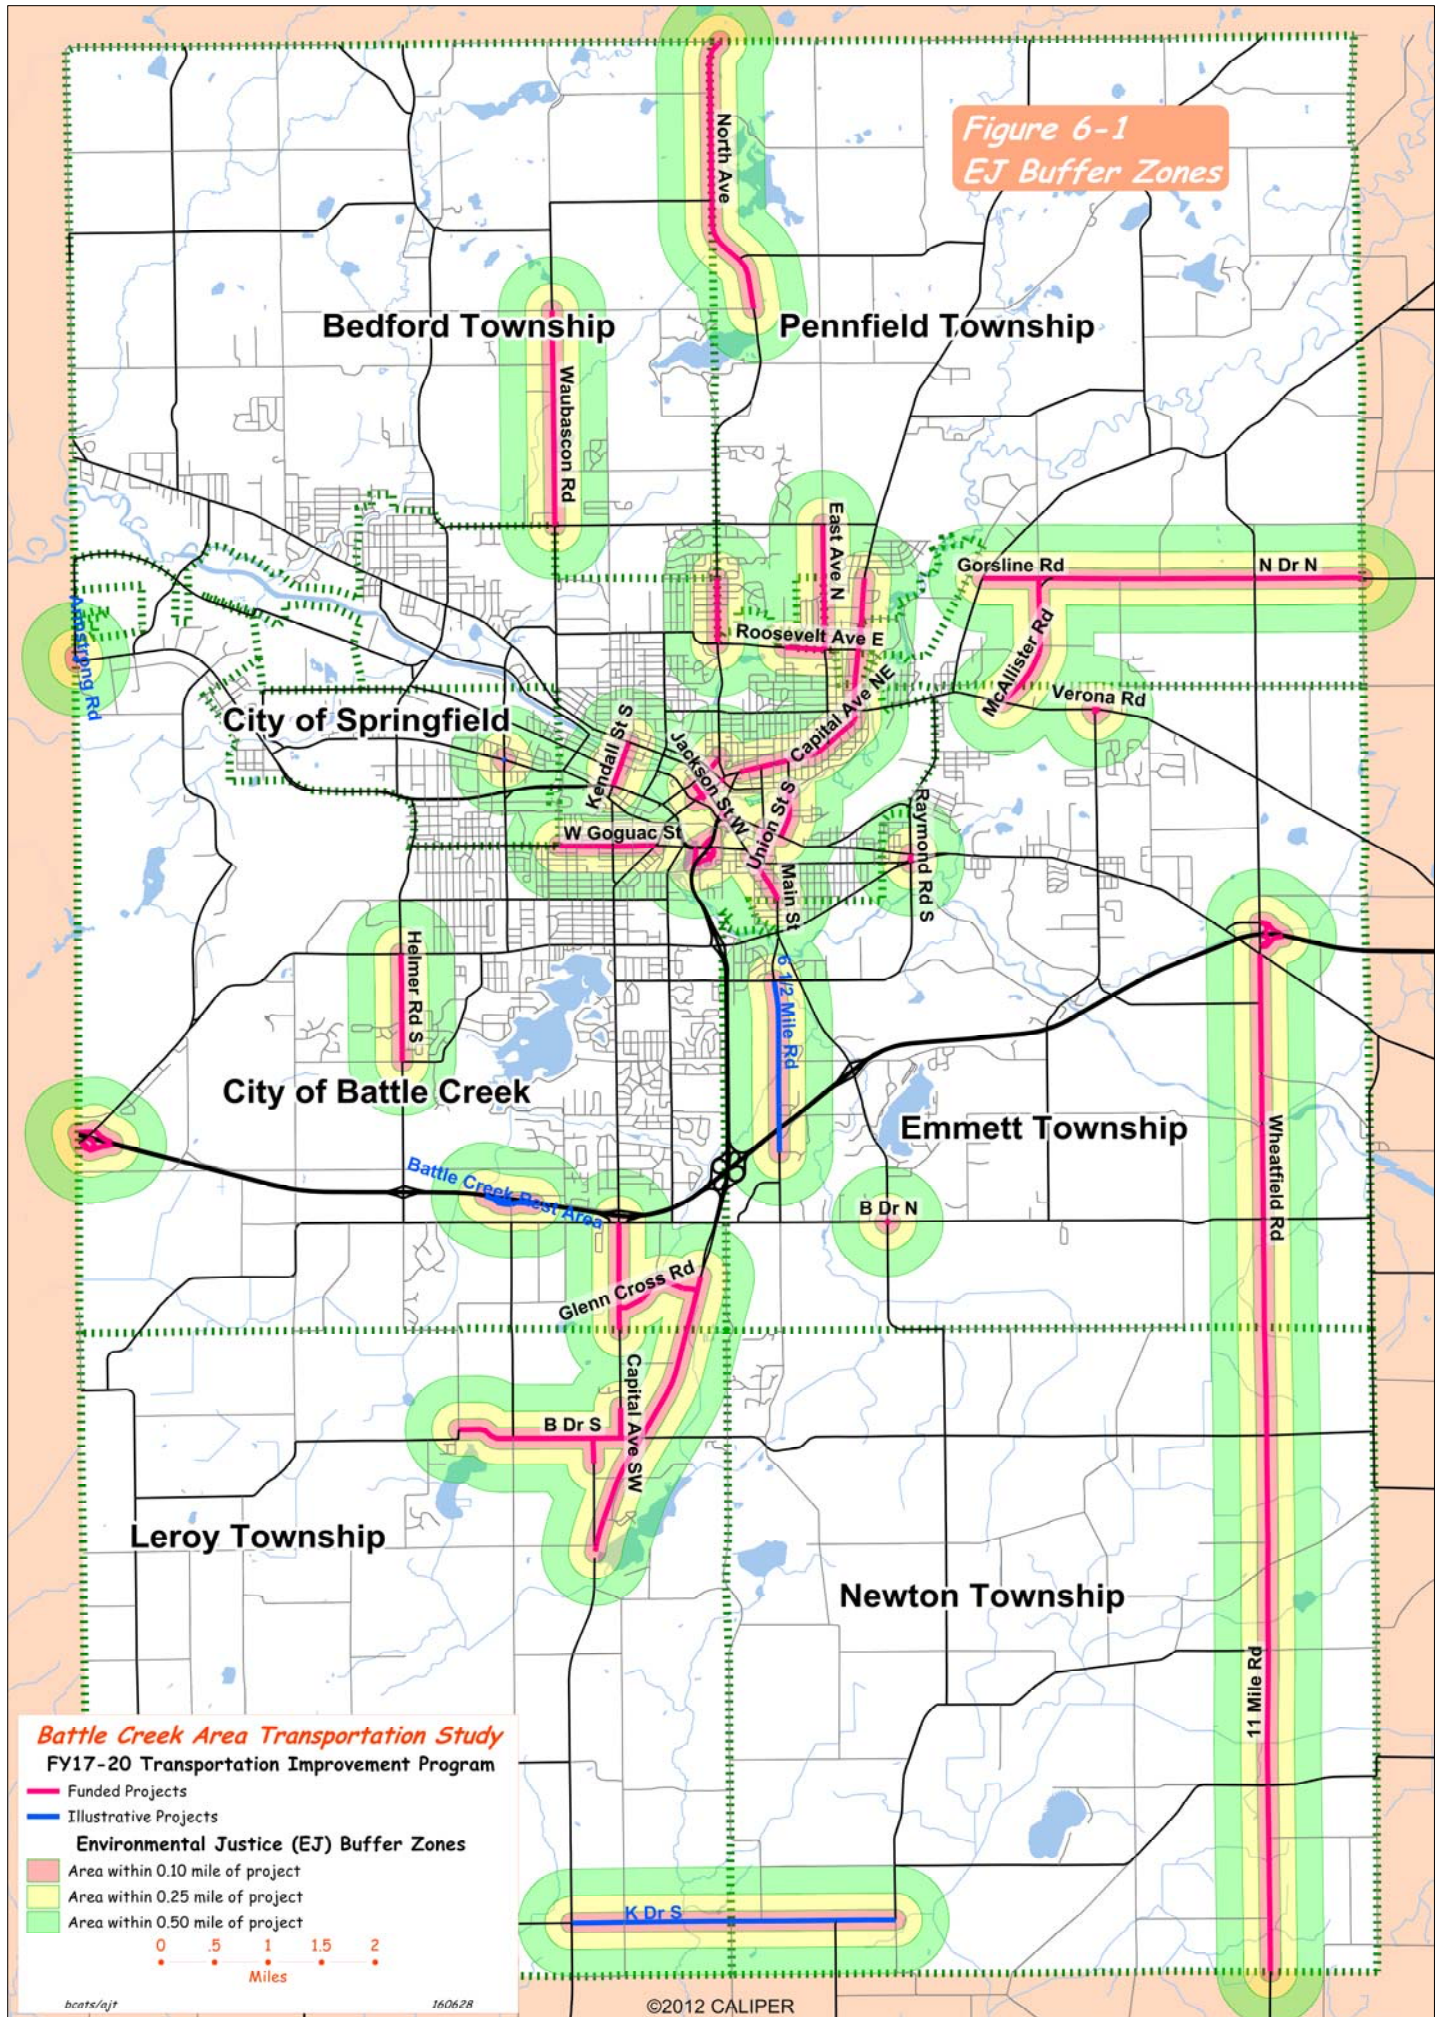 Figure 6-1
EJ Buffer Zones
North Ave
Bedford Township
Pennfield Township
Waubascon Rd
East Ave N
Gorsline Rd
N Dr N
Armstrong Rd
Roosevelt Ave E
McAllister Rd
Verona Rd
City of Springfield
Kendall St S
Jackson St W
Capital Ave NE
Union St S
W Goguac St
Raymond Rd S
Main St
Helmer Rd S
6 1/2 Mile Rd
City of Battle Creek
Emmett Township
Wheatfield Rd
Battle Creek Rest Area
B Dr N
Glenn Cross Rd
Capital Ave SW
B Dr S
Leroy Township
Newton Township
11 Mile Rd
K Dr S
Battle Creek Area Transportation Study
FY17-20 Transportation Improvement Program
Funded Projects
Illustrative Projects
Environmental Justice (EJ) Buffer Zones
Area within 0.10 mile of project
Area within 0.25 mile of project
Area within 0.50 mile of project
0 .5 1 1.5 2
Miles
bcats/ajt 160628
©2012 CALIPER